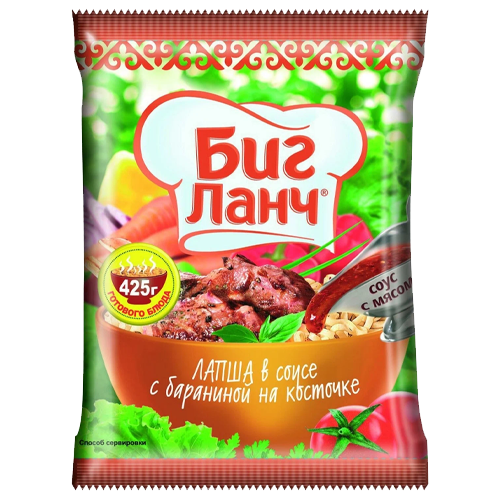 Биг
Ланч®
425г
ГОТОВОГО БЛЮДА
соус
с мясом
ЛАПША в соусе
с бараниной на косточке
Способ сервировки